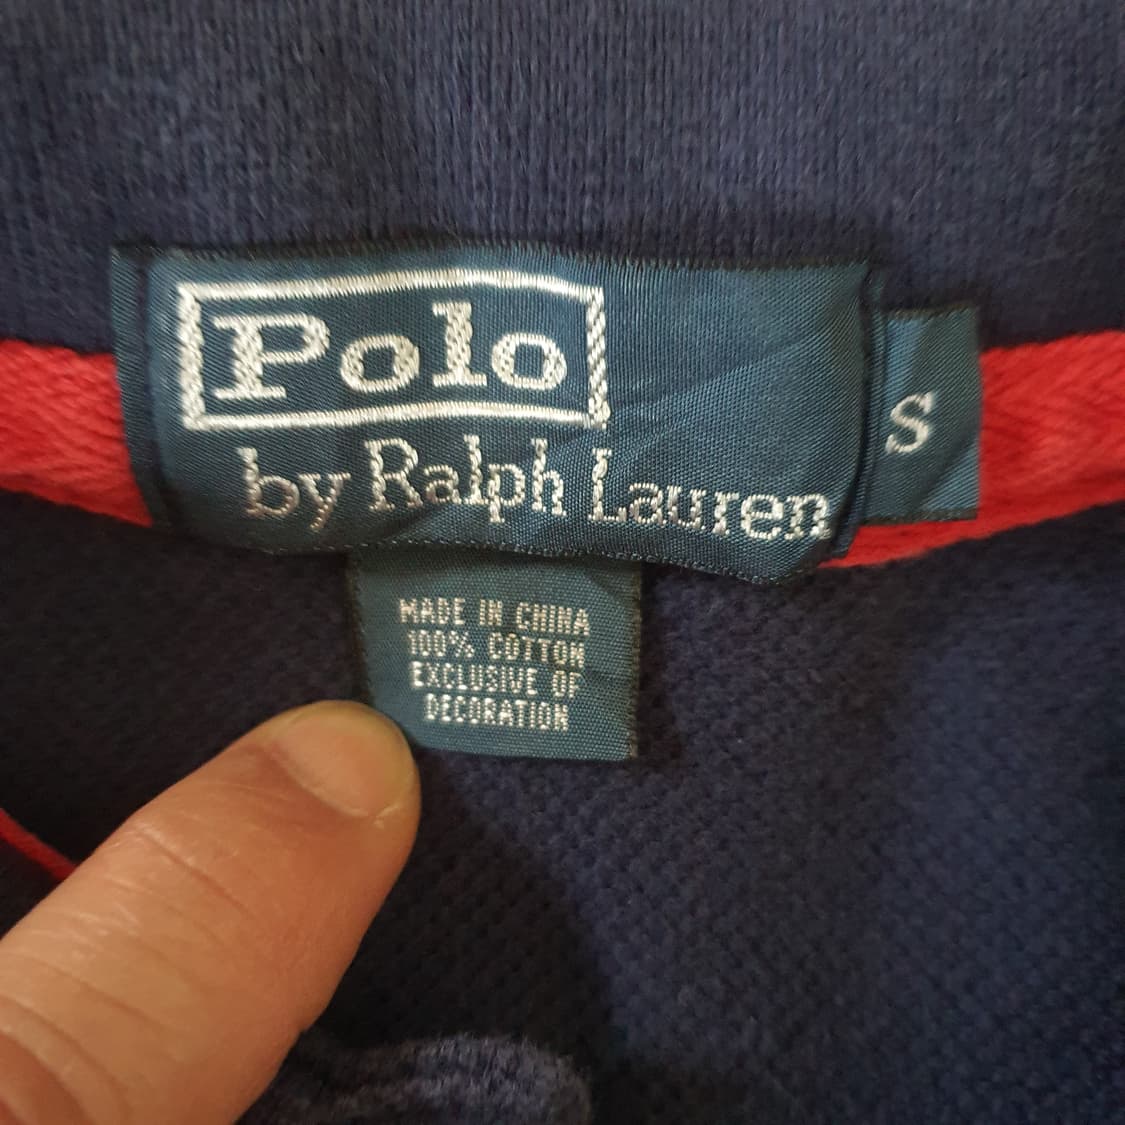 Polo
by Ralph Lauren
S
MADE IN CHINA
100% COTTON
EXCLUSIVE OF
DECORATION